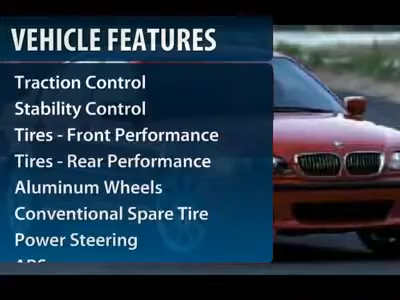 VEHICLE FEATURES
Traction Control
Stability Control
Tires - Front Performance
Tires - Rear Performance
Aluminum Wheels
Conventional Spare Tire
Power Steering
ABS